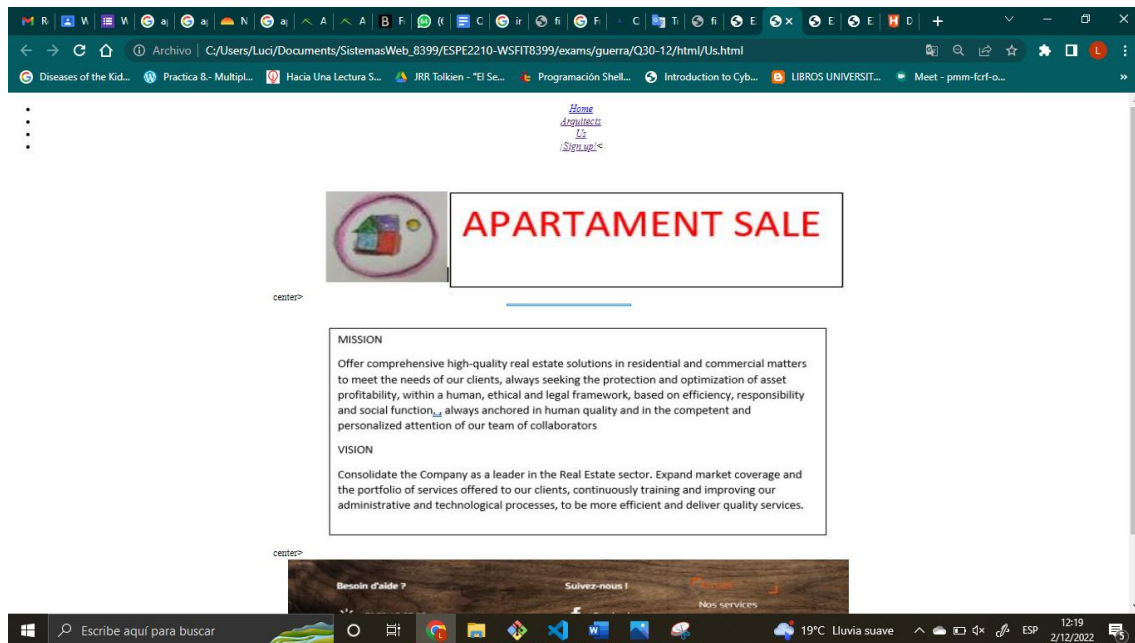 Archivo | C:/Users/Luci/Documents/SistemasWeb_8399/ESPE2210-WSFIT8399/exams/guerra/Q30-12/html/Us.html
Diseases of the Kid... Practica 8.- Multipl... Hacia Una Lectura S... JRR Tolkien - "El Se... Programación Shell... Introduction to Cyb... LIBROS UNIVERSIT... Meet - pmm-fcrf-o... »
Home
Arquitects
Us
¡Sign up!<
APARTAMENT SALE
center>
MISSION
Offer comprehensive high-quality real estate solutions in residential and commercial matters
to meet the needs of our clients, always seeking the protection and optimization of asset
profitability, within a human, ethical and legal framework, based on efficiency, responsibility
and social function, , always anchored in human quality and in the competent and
personalized attention of our team of collaborators
VISION
Consolidate the Company as a leader in the Real Estate sector. Expand market coverage and
the portfolio of services offered to our clients, continuously training and improving our
administrative and technological processes, to be more efficient and deliver quality services.
center>
Besoin d'aide ? Suivez-nous !
Nos services
Escribe aquí para buscar 19°C Lluvia suave ESP 12:19
2/12/2022